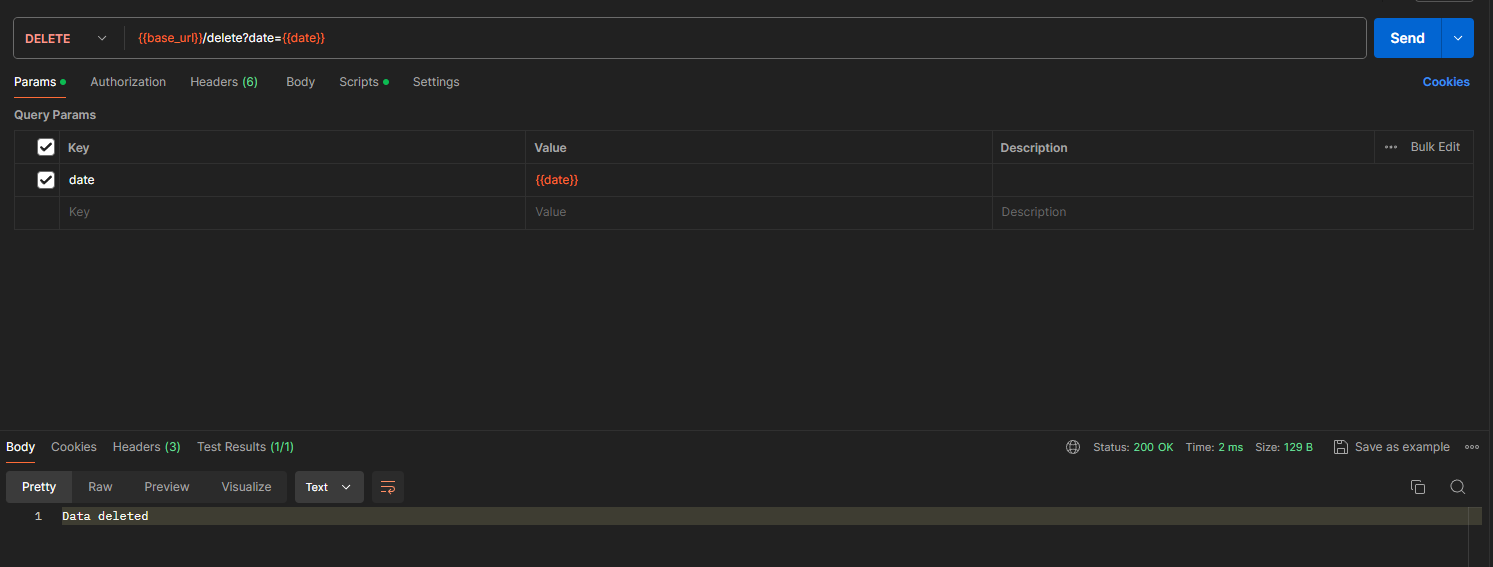 DELETE {{base_url}}/delete?date={{date}} Send
Params Authorization Headers (6) Body Scripts Settings Cookies
Query Params
Key Value Description Bulk Edit
date {{date}}
Key Value Description
Body Cookies Headers (3) Test Results (1/1) Status: 200 OK Time: 2 ms Size: 129 B Save as example
Pretty Raw Preview Visualize Text
1 Data deleted